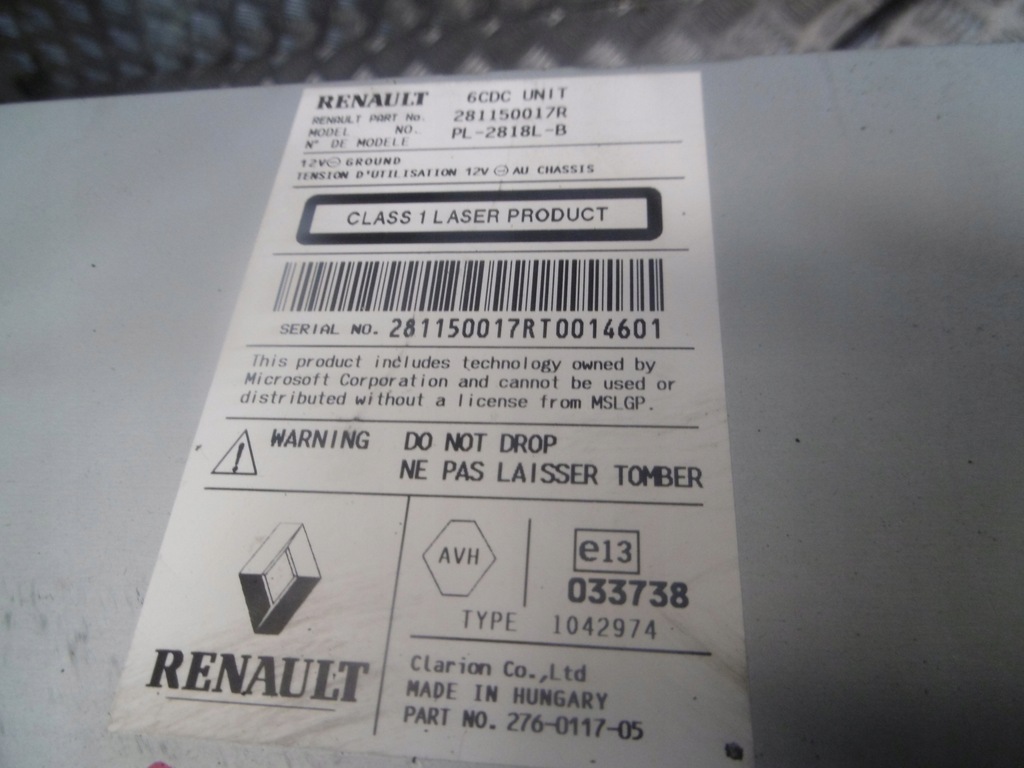 RENAULT 6CDC UNIT
RENAULT PART No. 281150017R
MODEL NO. PL-2818L-B
N° DE MODELE
12V⊖ GROUND
TENSION D'UTILISATION 12V ⊖ AU CHASSIS
CLASS 1 LASER PRODUCT
SERIAL NO. 281150017RT0014601
This product includes technology owned by
Microsoft Corporation and cannot be used or
distributed without a license from MSLGP.
WARNING DO NOT DROP
NE PAS LAISSER TOMBER
AVH e13
033738
TYPE 1042974
RENAULT
Clarion Co.,Ltd
MADE IN HUNGARY
PART NO. 276-0117-05